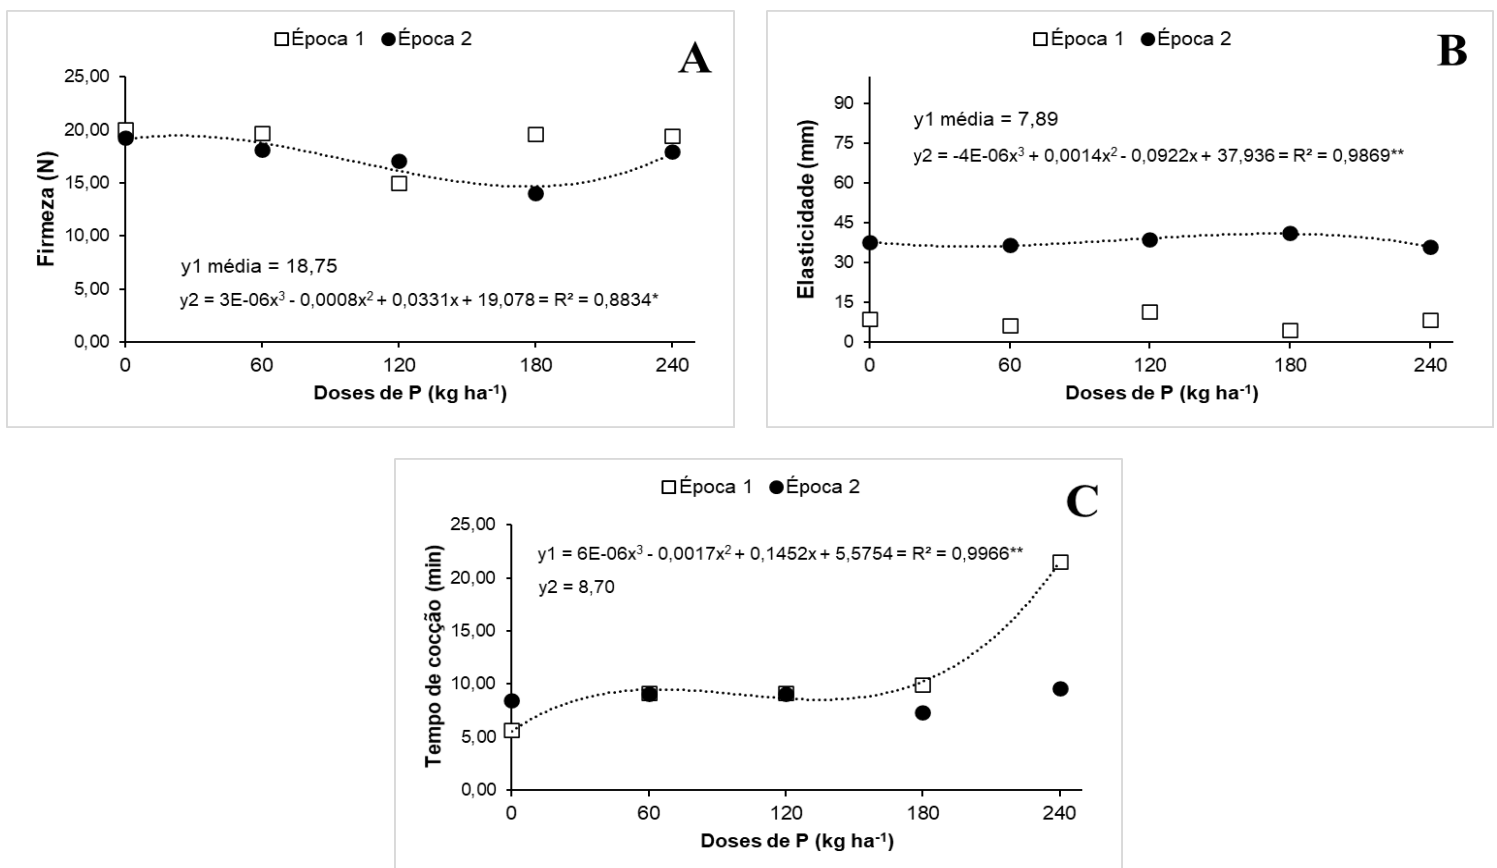 □Época 1 ●Época 2
A
25,00
20,00
15,00
10,00
5,00
0,00
Firmeza (N)
y1 média = 18,75
y2 = 3E-06x³ - 0,0008x² + 0,0331x + 19,078 = R² = 0,8834*
0 60 120 180 240
Doses de P (kg ha⁻¹)
□Época 1 ●Época 2
B
90
75
60
45
30
15
0
Elasticidade (mm)
y1 média = 7,89
y2 = -4E-06x³ + 0,0014x² - 0,0922x + 37,936 = R² = 0,9869**
0 60 120 180 240
Doses de P (kg ha⁻¹)
□Época 1 ●Época 2
C
25,00
20,00
15,00
10,00
5,00
0,00
Tempo de cocção (min)
y1 = 6E-06x³ - 0,0017x² + 0,1452x + 5,5754 = R² = 0,9966**
y2 = 8,70
0 60 120 180 240
Doses de P (kg ha⁻¹)